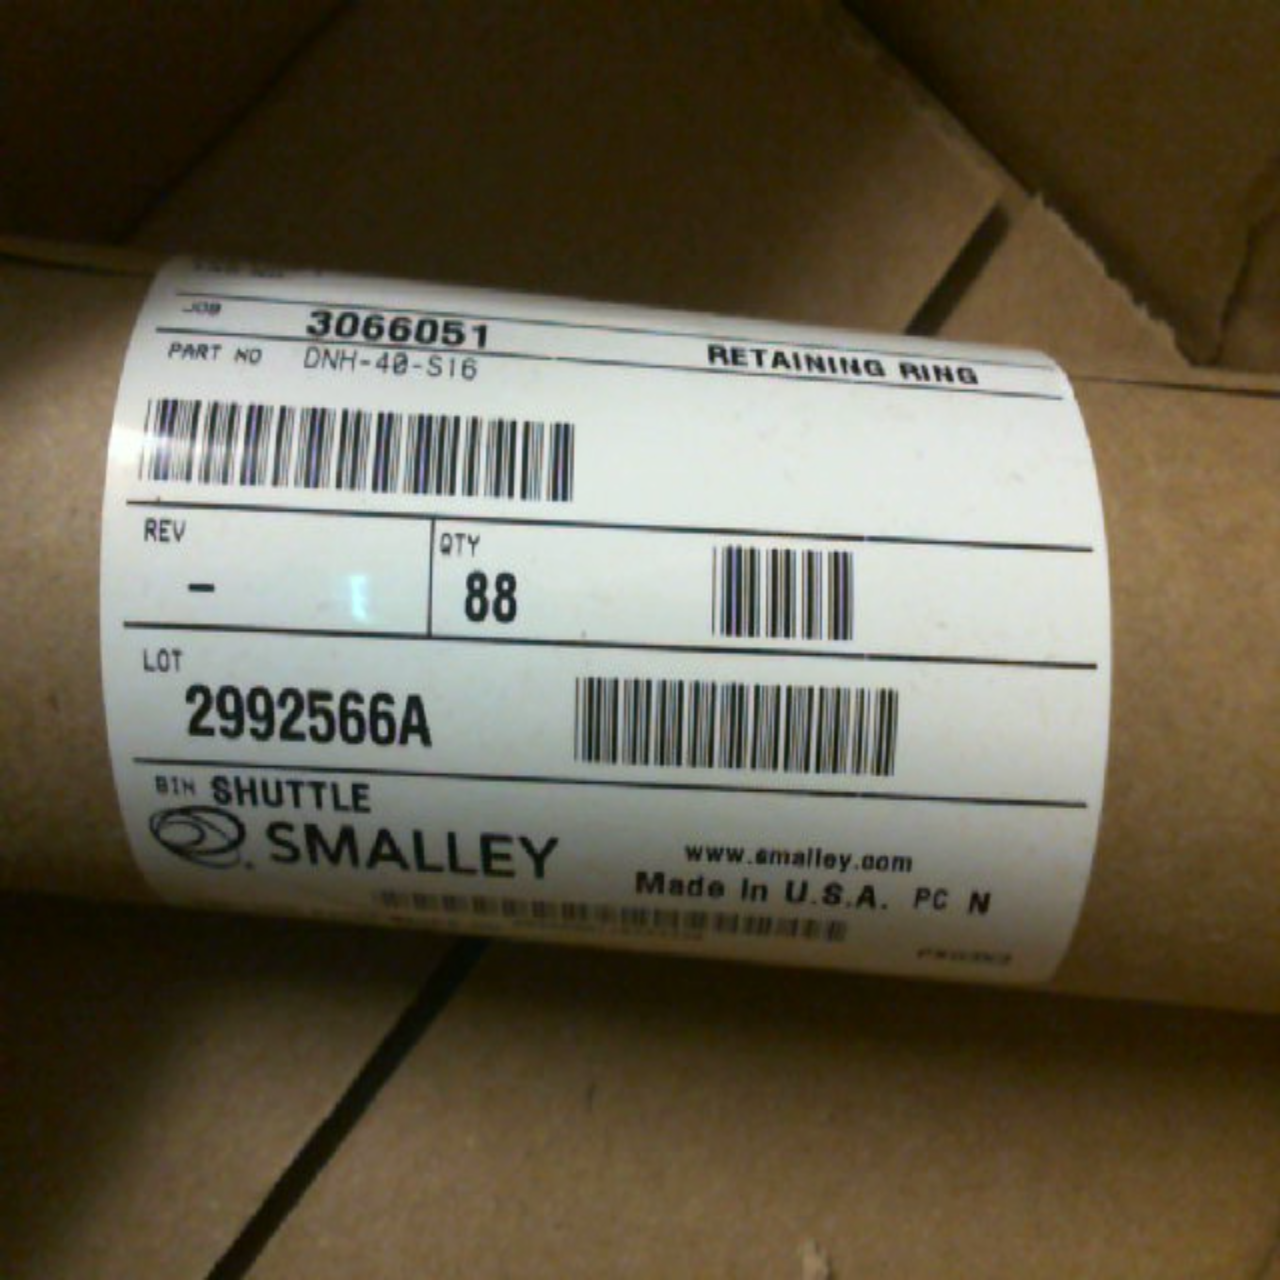 JOB 3066051 RETAINING RING
PART NO DNH-40-S16
REV QTY
- 88
LOT
2992566A
BIN SHUTTLE
SMALLEY
www.smalley.com
Made In U.S.A. PC N